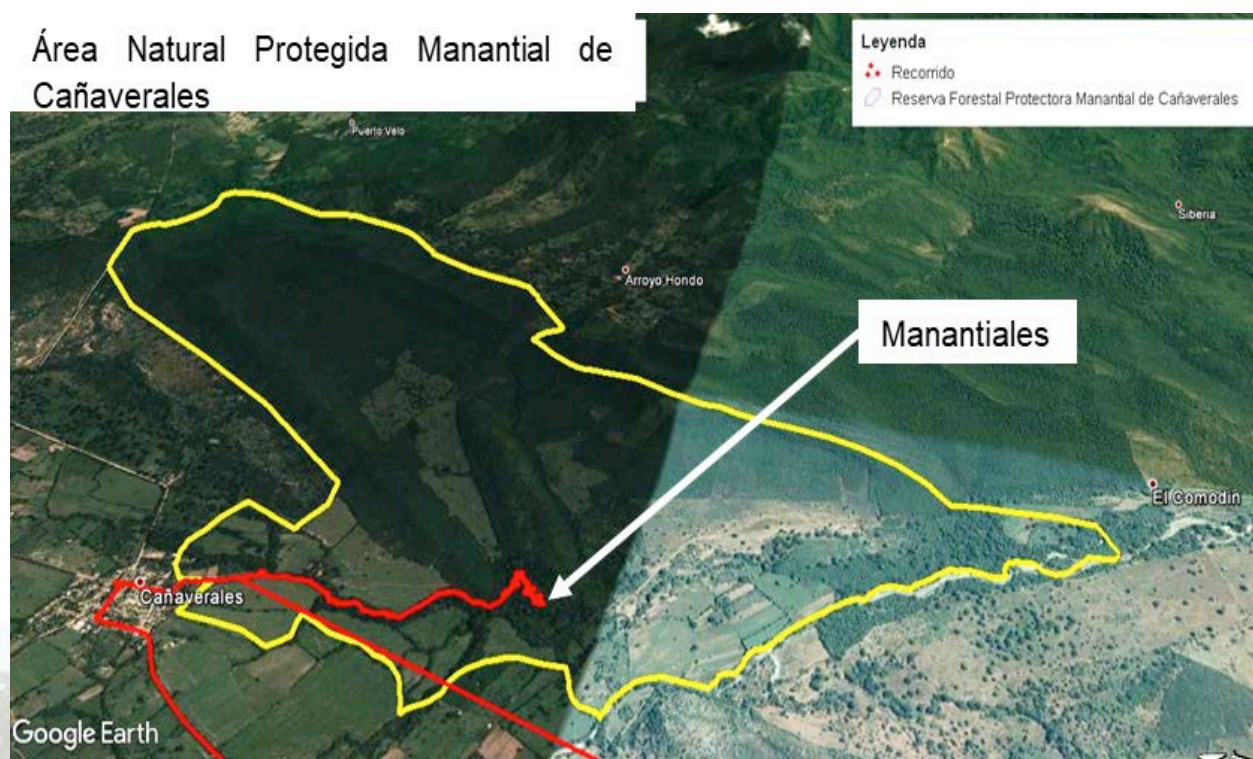 Área Natural Protegida Manantial de
Cañaverales
Leyenda
Recorrido
Reserva Forestal Protectora Manantial de Cañaverales
Puerto Velo
Siberia
Arroyo Hondo
Manantiales
El Comodín
Cañaverales
Google Earth